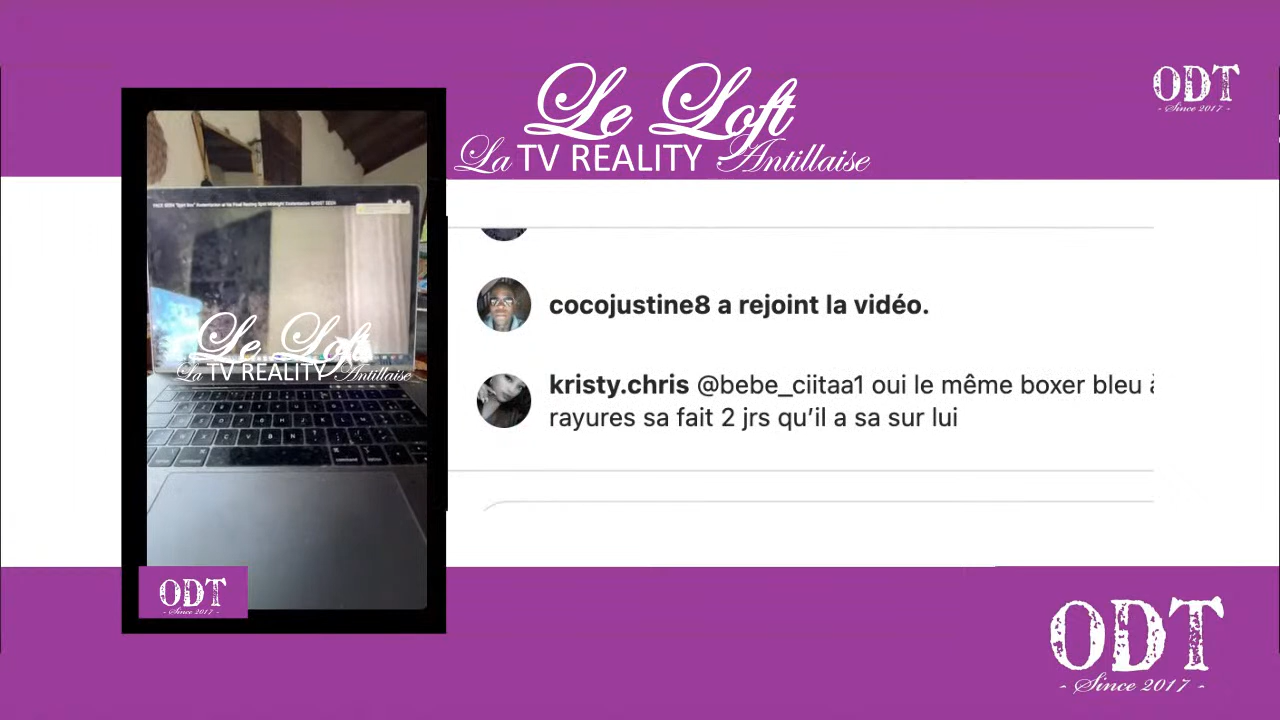 Le Loft
La TV REALITY Antillaise
ODT
- Since 2017 -
Le Loft
La TV REALITY Antillaise
ODT
- Since 2017 -
cocojustine8 a rejoint la vidéo.
kristy.chris @bebe_ciitaa1 oui le même boxer bleu à
rayures sa fait 2 jrs qu’il a sa sur lui
ODT
- Since 2017 -